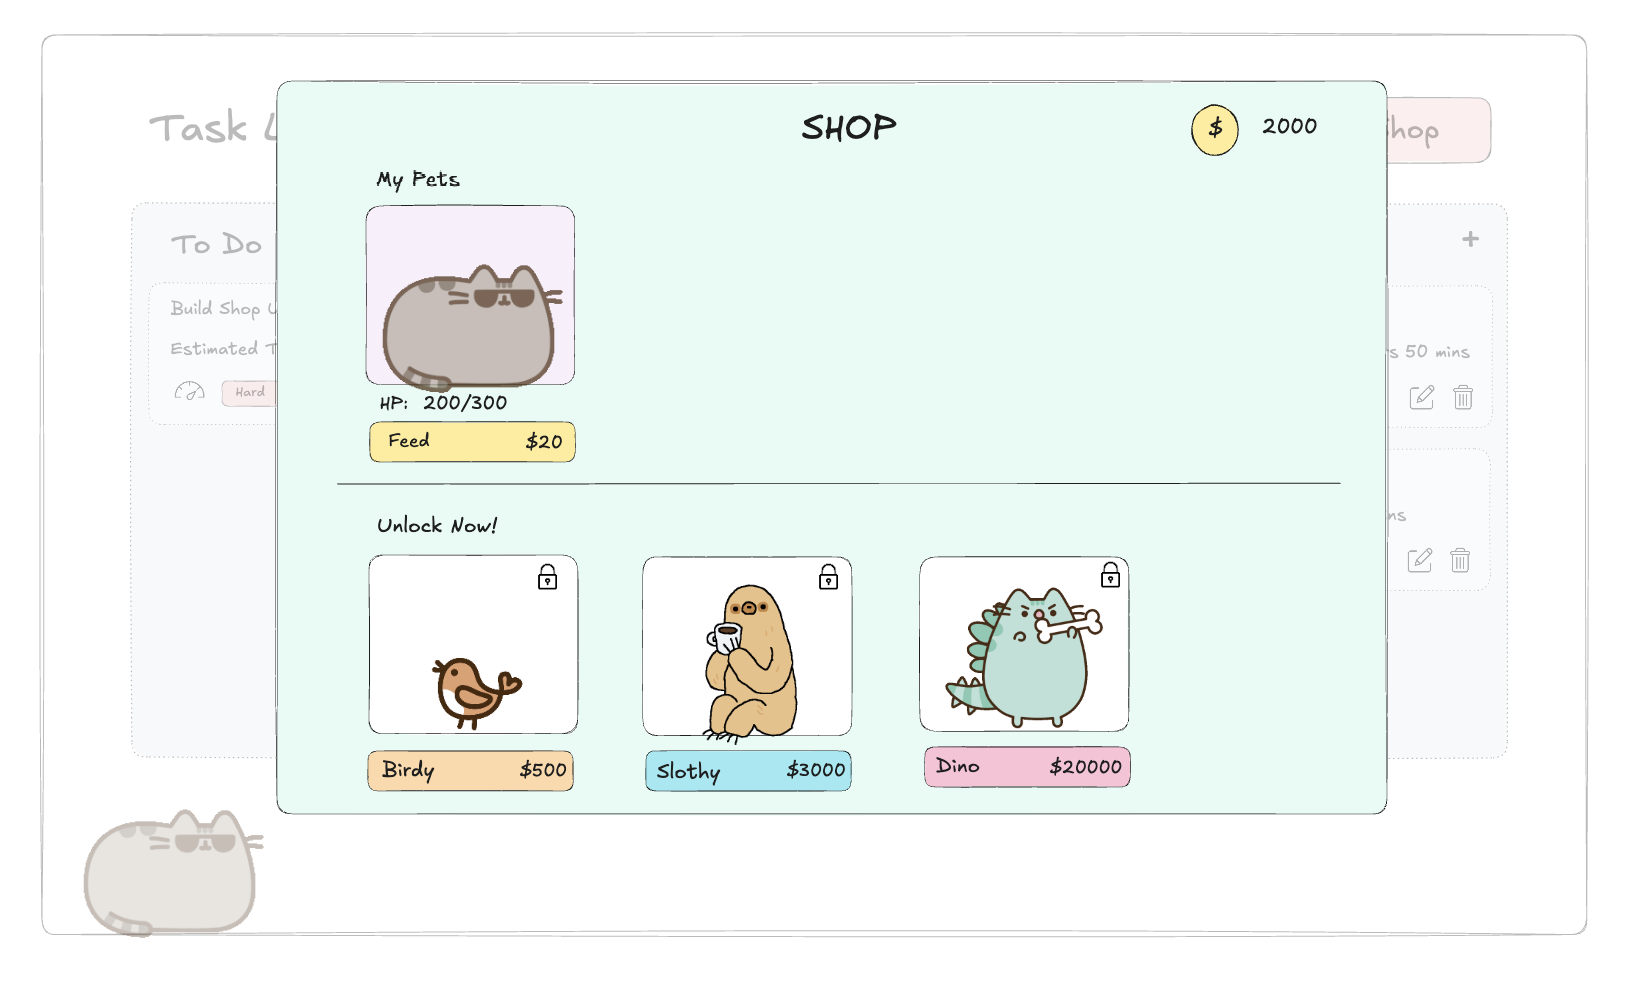 Task L
SHOP
$ 2000
hop
My Pets
To Do
+
Build Shop U
Estimated T
s 50 mins
Hard
HP: 200/300
Feed $20
Unlock Now!
ns
Birdy $500
Slothy $3000
Dino $20000